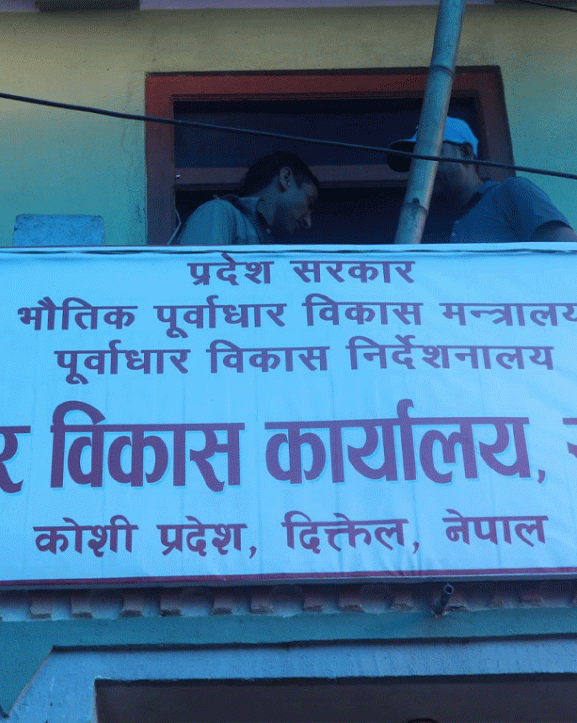 प्रदेश सरकार
भौतिक पूर्वाधार विकास मन्त्रालय
पूर्वाधार विकास निर्देशनालय
र विकास कार्यालय,
कोशी प्रदेश, दिक्तेल, नेपाल